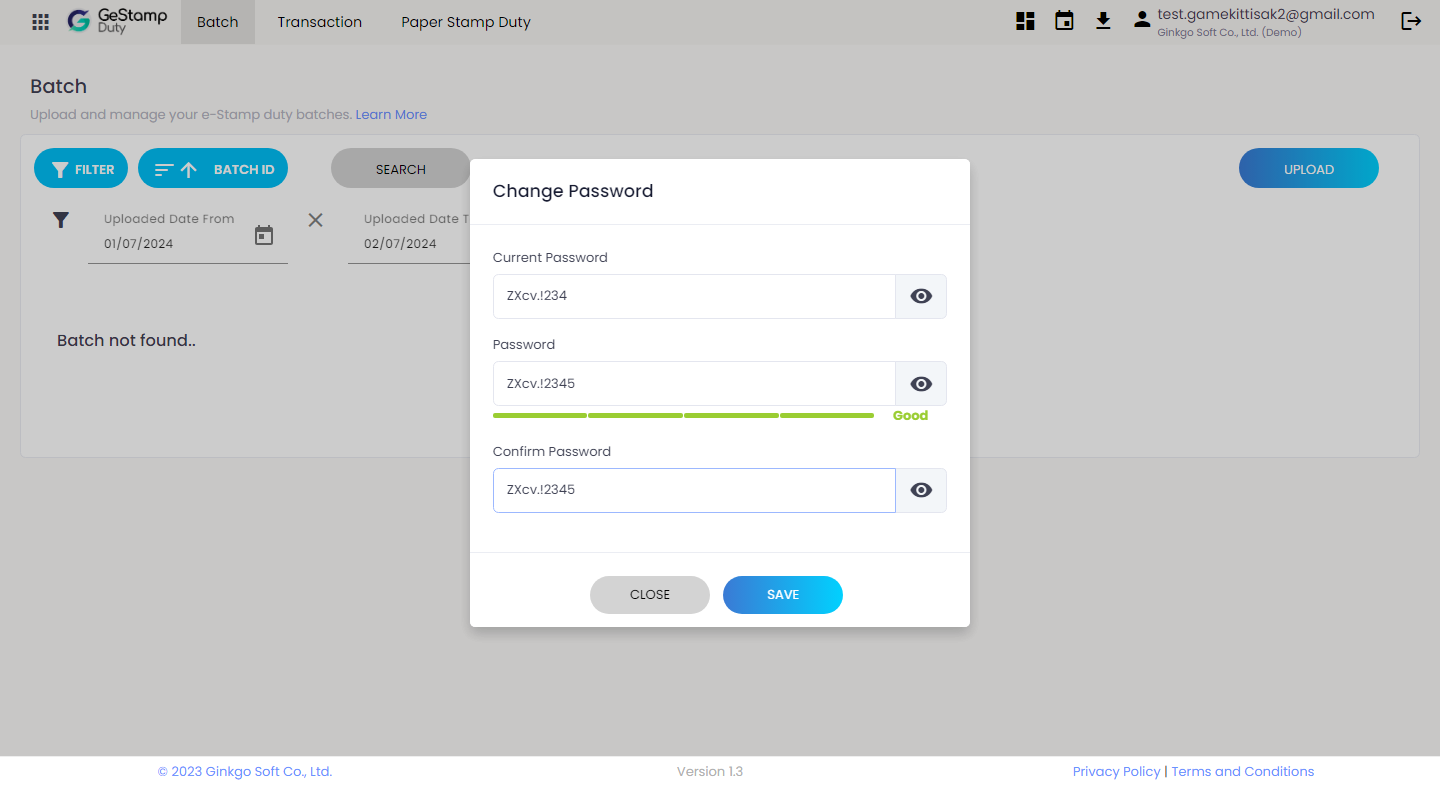 GeStamp
Duty
Batch
Transaction
Paper Stamp Duty
test.gamekittisak2@gmail.com
Ginkgo Soft Co., Ltd. (Demo)
Batch
Upload and manage your e-Stamp duty batches. Learn More
FILTER
BATCH ID
SEARCH
UPLOAD
Uploaded Date From
01/07/2024
Uploaded Date T
02/07/2024
Batch not found..
Change Password
Current Password
ZXcv.!234
Password
ZXcv.!2345
Good
Confirm Password
ZXcv.!2345
CLOSE
SAVE
© 2023 Ginkgo Soft Co., Ltd.
Version 1.3
Privacy Policy | Terms and Conditions